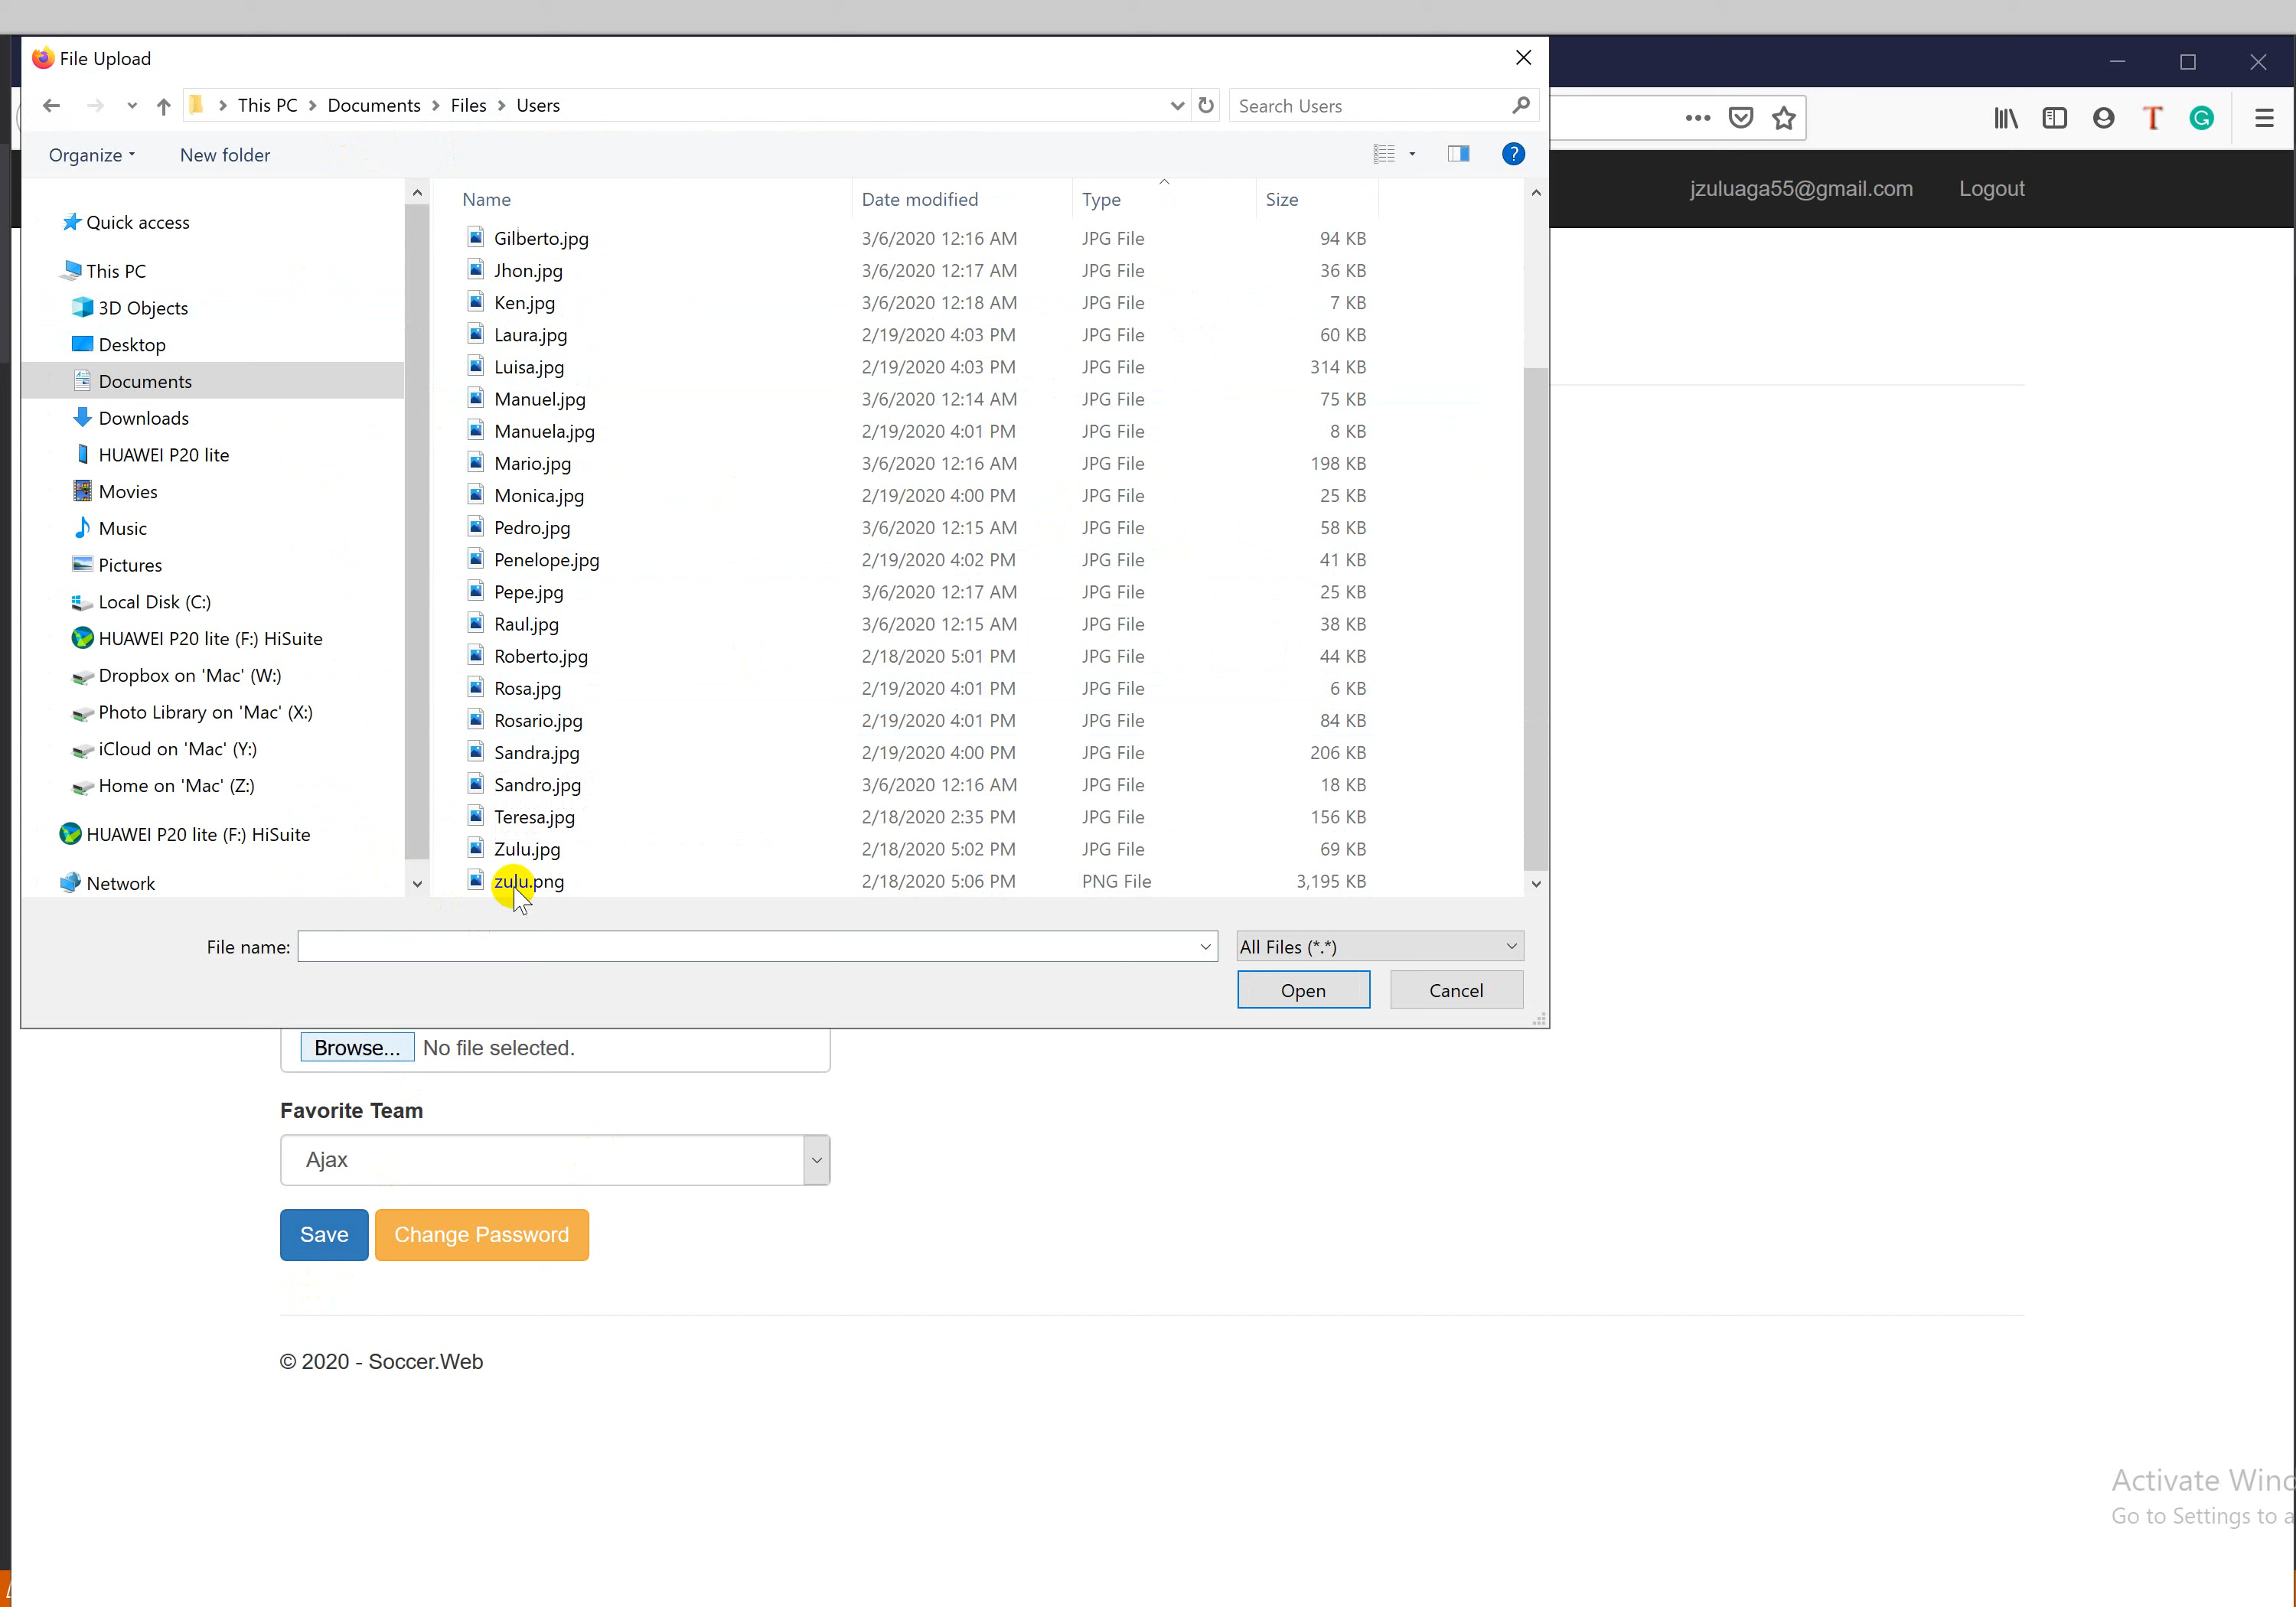 File Upload
This PC Documents Files Users
Search Users
T
G
Organize
New folder
?
jzuluaga55@gmail.com
Logout
Name Date modified Type Size
Quick access
This PC
3D Objects
Desktop
Documents
Downloads
HUAWEI P20 lite
Movies
Music
Pictures
Local Disk (C:)
HUAWEI P20 lite (F:) HiSuite
Dropbox on 'Mac' (W:)
Photo Library on 'Mac' (X:)
iCloud on 'Mac' (Y:)
Home on 'Mac' (Z:)
HUAWEI P20 lite (F:) HiSuite
Network
Gilberto.jpg 3/6/2020 12:16 AM JPG File 94 KB
Jhon.jpg 3/6/2020 12:17 AM JPG File 36 KB
Ken.jpg 3/6/2020 12:18 AM JPG File 7 KB
Laura.jpg 2/19/2020 4:03 PM JPG File 60 KB
Luisa.jpg 2/19/2020 4:03 PM JPG File 314 KB
Manuel.jpg 3/6/2020 12:14 AM JPG File 75 KB
Manuela.jpg 2/19/2020 4:01 PM JPG File 8 KB
Mario.jpg 3/6/2020 12:16 AM JPG File 198 KB
Monica.jpg 2/19/2020 4:00 PM JPG File 25 KB
Pedro.jpg 3/6/2020 12:15 AM JPG File 58 KB
Penelope.jpg 2/19/2020 4:02 PM JPG File 41 KB
Pepe.jpg 3/6/2020 12:17 AM JPG File 25 KB
Raul.jpg 3/6/2020 12:15 AM JPG File 38 KB
Roberto.jpg 2/18/2020 5:01 PM JPG File 44 KB
Rosa.jpg 2/19/2020 4:01 PM JPG File 6 KB
Rosario.jpg 2/19/2020 4:01 PM JPG File 84 KB
Sandra.jpg 2/19/2020 4:00 PM JPG File 206 KB
Sandro.jpg 3/6/2020 12:16 AM JPG File 18 KB
Teresa.jpg 2/18/2020 2:35 PM JPG File 156 KB
Zulu.jpg 2/18/2020 5:02 PM JPG File 69 KB
zulu.png 2/18/2020 5:06 PM PNG File 3,195 KB
File name:
All Files (*.*)
Open
Cancel
Browse... No file selected.
Favorite Team
Ajax
Save
Change Password
© 2020 - Soccer.Web
Activate Winc
Go to Settings to a